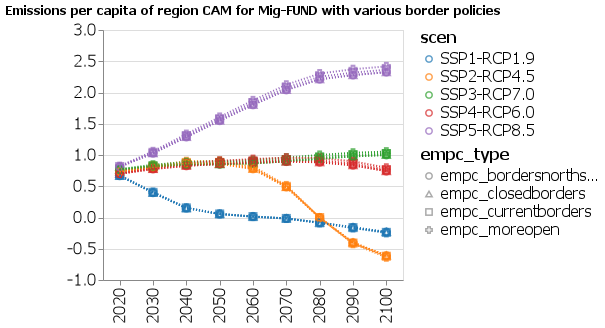 Emissions per capita of region CAM for Mig-FUND with various border policies
3.0
2.5
2.0
1.5
1.0
0.5
0.0
-0.5
-1.0
2020
2030
2040
2050
2060
2070
2080
2090
2100
scen
SSP1-RCP1.9
SSP2-RCP4.5
SSP3-RCP7.0
SSP4-RCP6.0
SSP5-RCP8.5
empc_type
empc_bordersnorths...
empc_closedborders
empc_currentborders
empc_moreopen